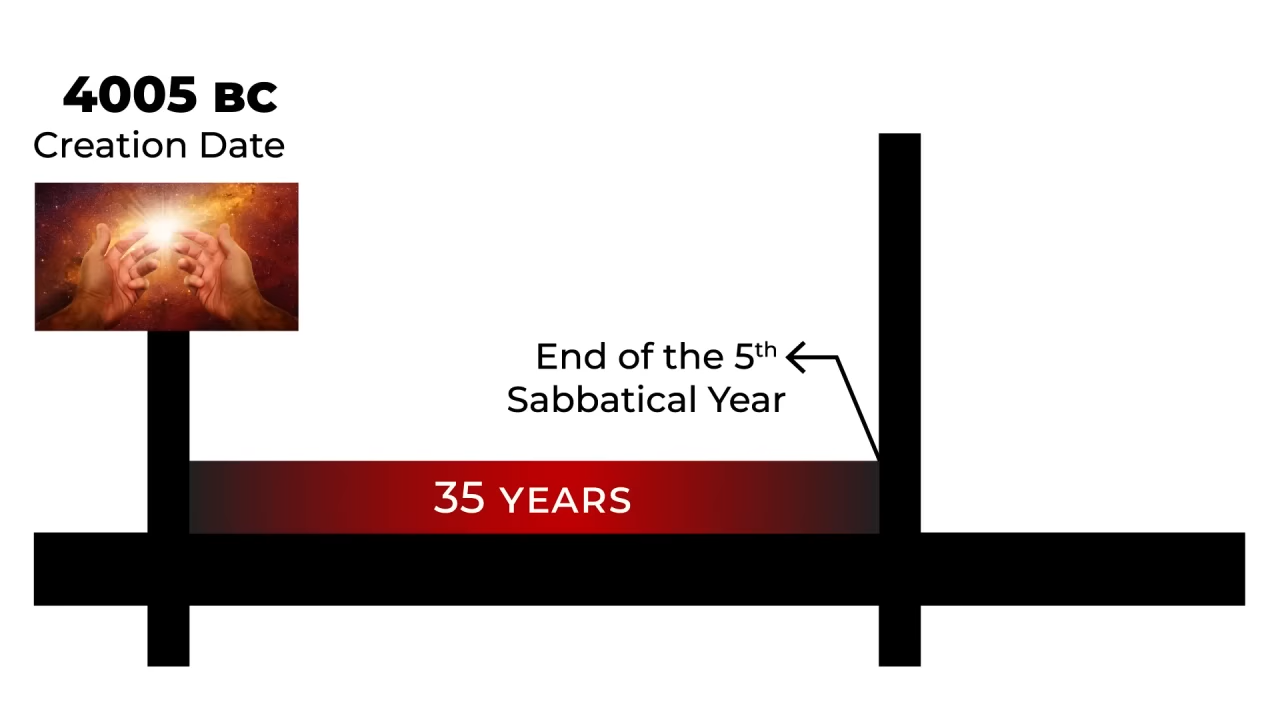 4005 BC
Creation Date
End of the 5th
Sabbatical Year
35 YEARS